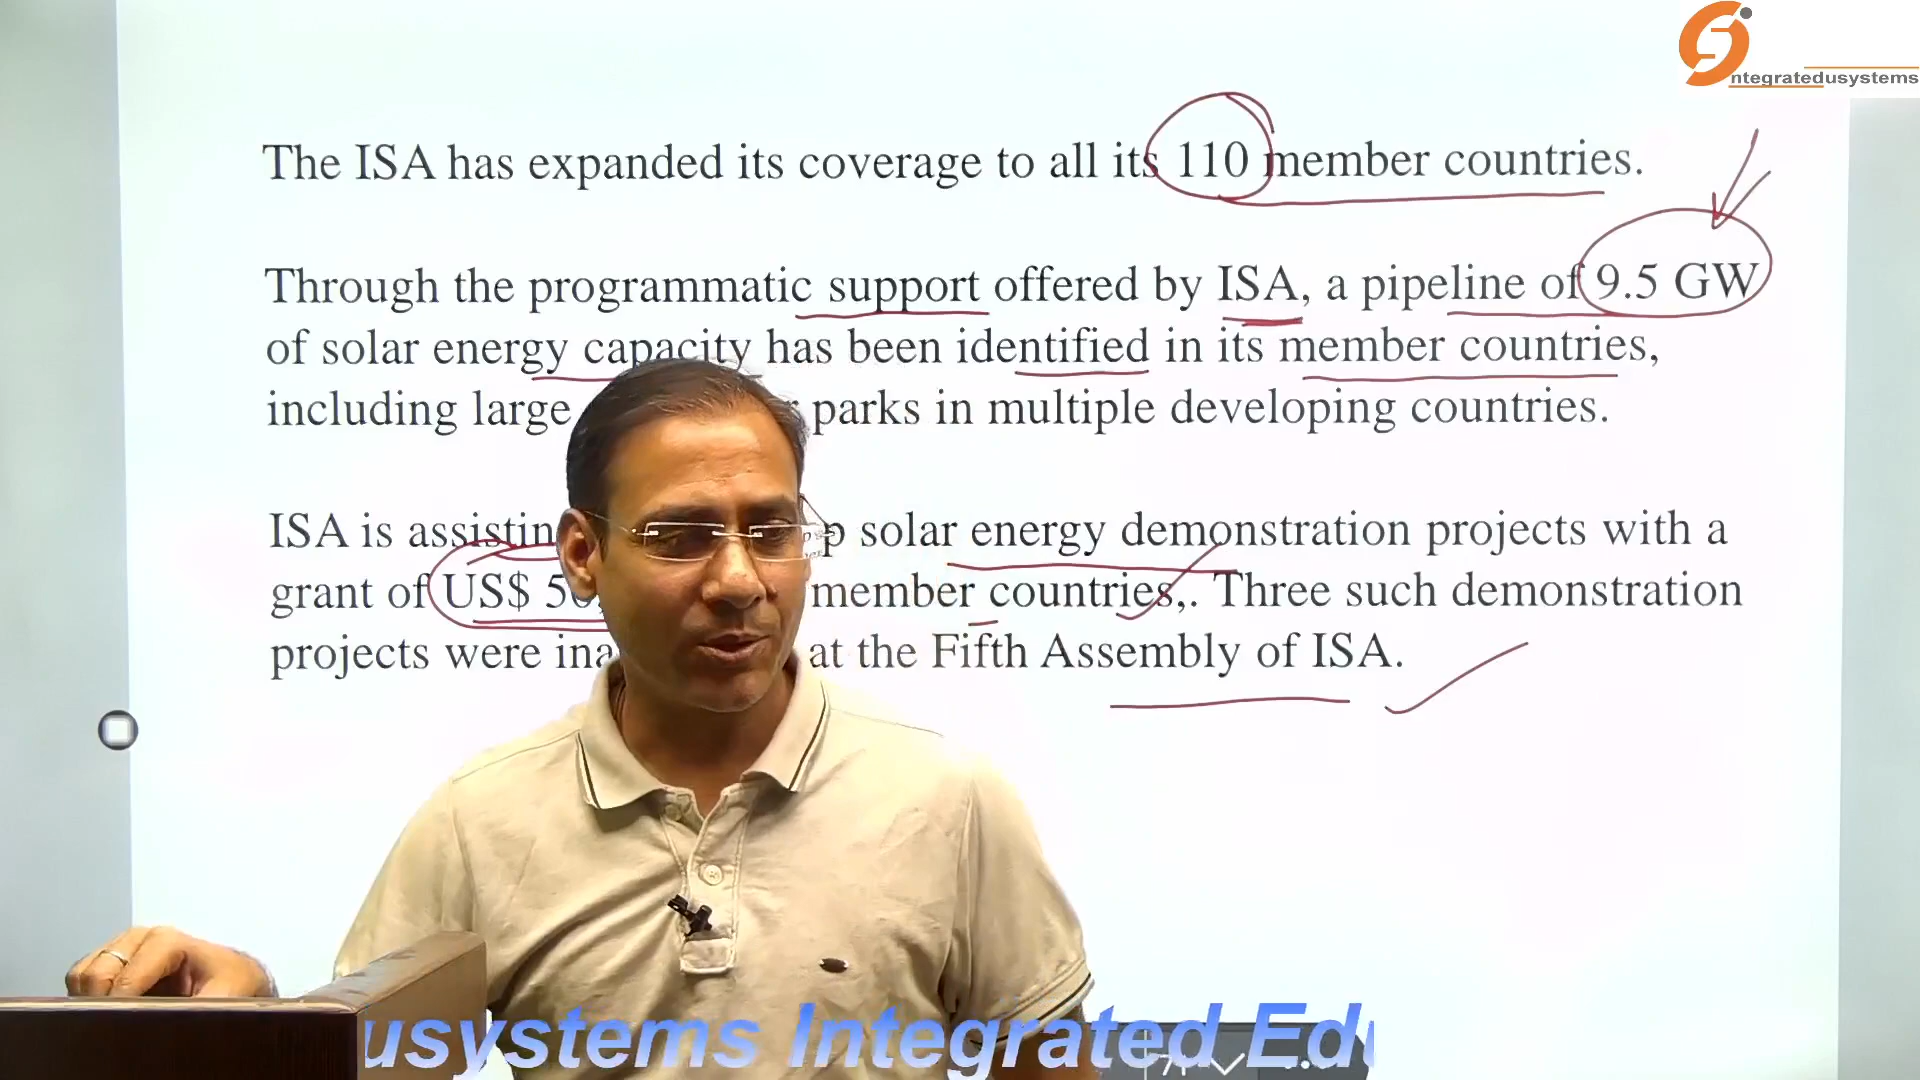 ntegratedusystems
The ISA has expanded its coverage to all its 110 member countries.
Through the programmatic support offered by ISA, a pipeline of 9.5 GW
of solar energy capacity has been identified in its member countries,
including large parks in multiple developing countries.
ISA is solar energy demonstration projects with a
grant of US$ member countries,. Three such demonstration
projects were at the Fifth Assembly of ISA.
usystems Integrated Edu